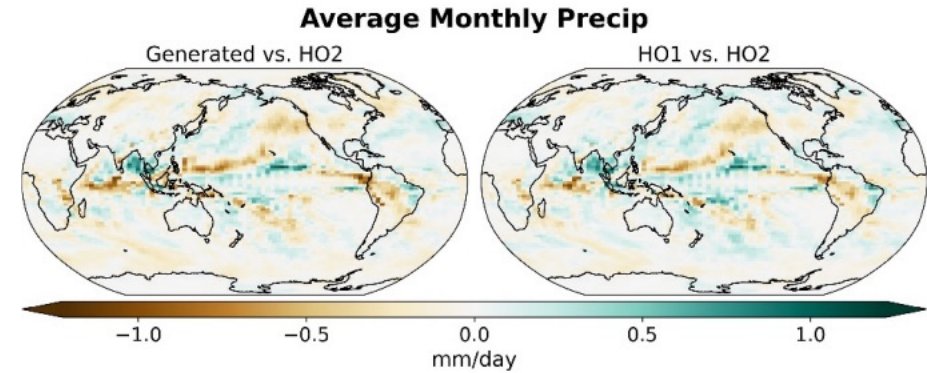 Average Monthly Precip
Generated vs. HO2
HO1 vs. HO2
−1.0 −0.5 0.0 0.5 1.0
mm/day